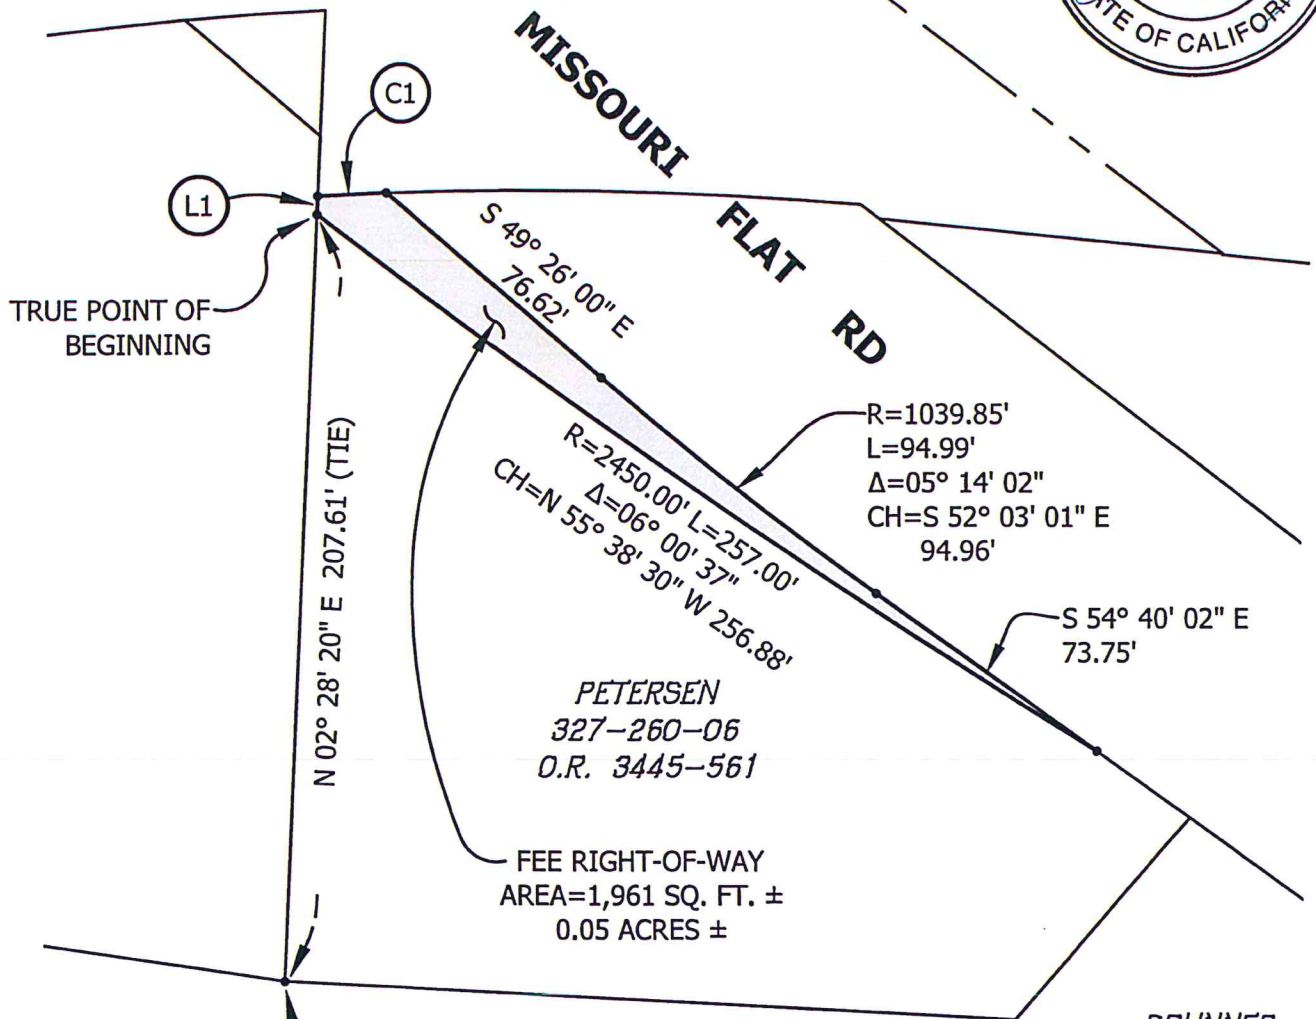 ATE OF CALIFOR
MISSOURI FLAT RD
C1
L1
S 49° 26' 00" E
76.62'
TRUE POINT OF
BEGINNING
R=1039.85'
L=94.99'
Δ=05° 14' 02"
CH=S 52° 03' 01" E
94.96'
R=2450.00' L=257.00'
Δ=06° 00' 37"
CH=N 55° 38' 30" W 256.88'
N 02° 28' 20" E 207.61' (TIE)
S 54° 40' 02" E
73.75'
PETERSEN
327-260-06
O.R. 3445-561
FEE RIGHT-OF-WAY
AREA=1,961 SQ. FT. ±
0.05 ACRES ±